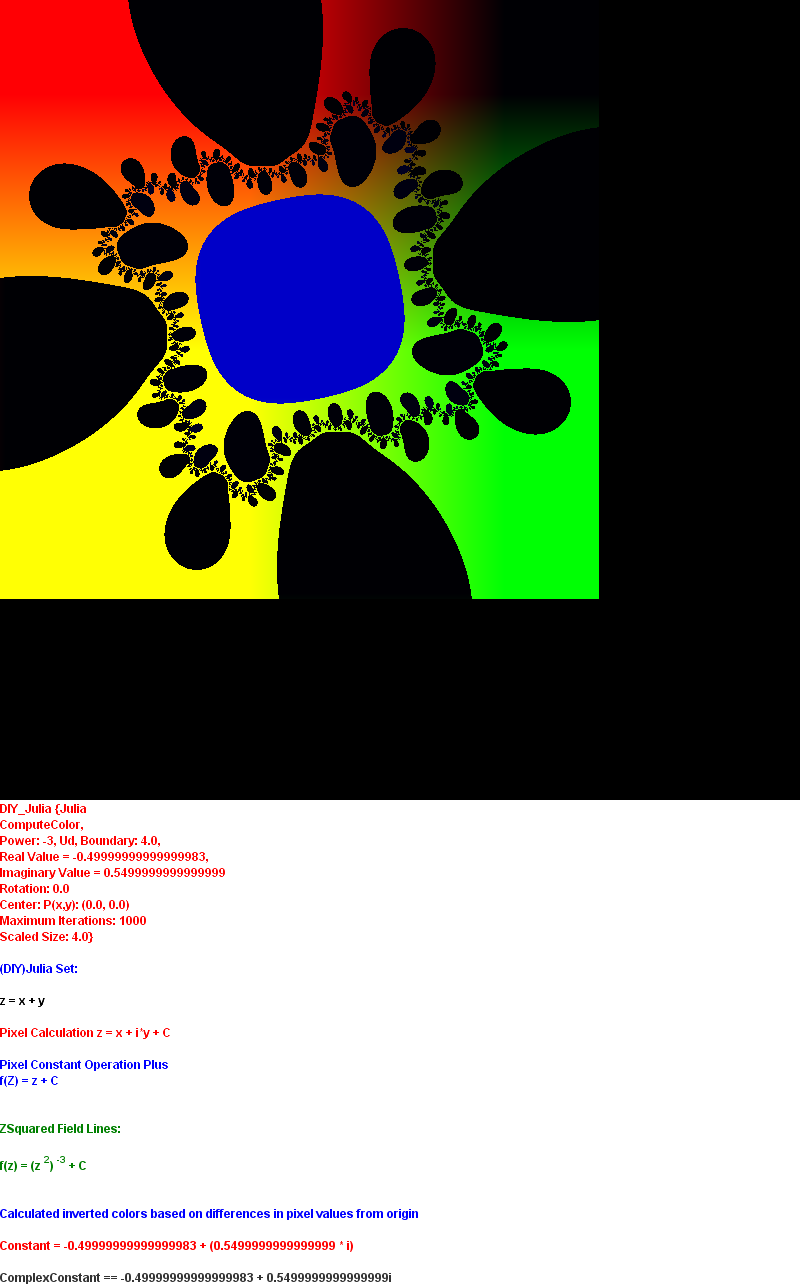 DIY_Julia {Julia
ComputeColor,
Power: -3, Ud, Boundary: 4.0,
Real Value = -0.49999999999999983,
Imaginary Value = 0.5499999999999999
Rotation: 0.0
Center: P(x,y): (0.0, 0.0)
Maximum Iterations: 1000
Scaled Size: 4.0}
(DIY)Julia Set:
z = x + y
Pixel Calculation z = x + i*y + C
Pixel Constant Operation Plus
f(Z) = z + C
ZSquared Field Lines:
f(z) = (z 2) -3 + C
Calculated inverted colors based on differences in pixel values from origin
Constant = -0.49999999999999983 + (0.5499999999999999 * i)
ComplexConstant == -0.49999999999999983 + 0.5499999999999999i